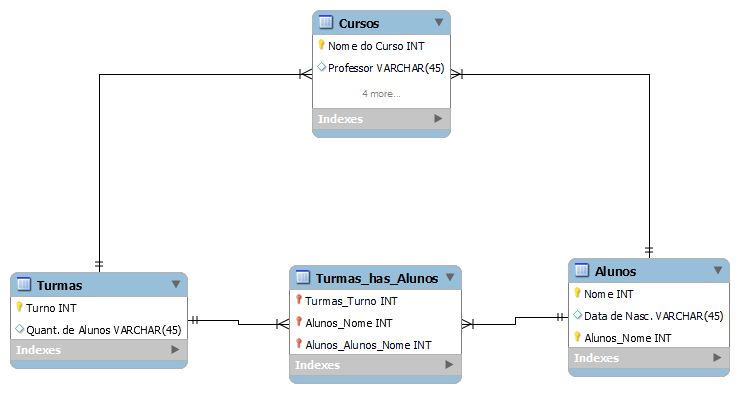 Cursos
Nome do Curso INT
Professor VARCHAR(45)
4 more...
Indexes
Turmas
Turno INT
Quant. de Alunos VARCHAR(45)
Indexes
Turmas_has_Alunos
Turmas_Turno INT
Alunos_Nome INT
Alunos_Alunos_Nome INT
Indexes
Alunos
Nome INT
Data de Nasc. VARCHAR(45)
Alunos_Nome INT
Indexes